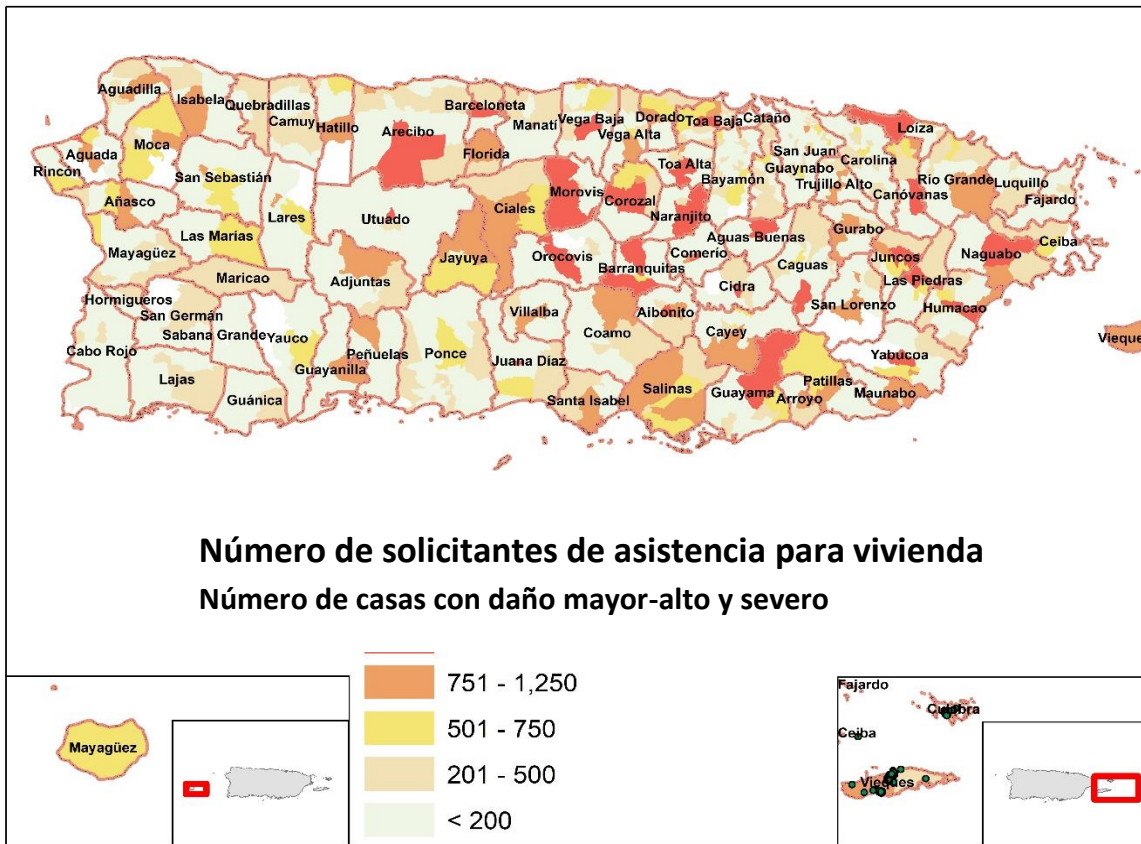 Aguadilla
Isabela
Quebradillas
Camuy
Hatillo
Arecibo
Barceloneta
Manatí
Vega Baja
Vega Alta
Dorado
Toa Baja
Cataño
San Juan
Guaynabo
Carolina
Loíza
Moca
Aguada
Rincón
San Sebastián
Florida
Toa Alta
Bayamón
Trujillo Alto
Canóvanas
Río Grande
Luquillo
Fajardo
Añasco
Lares
Utuado
Ciales
Morovis
Corozal
Naranjito
Mayagüez
Las Marías
Orocovis
Barranquitas
Comerío
Aguas Buenas
Gurabo
Juncos
Naguabo
Ceiba
Maricao
Adjuntas
Jayuya
Cidra
Caguas
Las Piedras
San Lorenzo
Humacao
Hormigueros
San Germán
Sabana Grande
Yauco
Villalba
Coamo
Aibonito
Cayey
Vieque
Cabo Rojo
Lajas
Guánica
Guayanilla
Peñuelas
Ponce
Juana Díaz
Santa Isabel
Salinas
Guayama
Arroyo
Patillas
Yabucoa
Maunabo
Número de solicitantes de asistencia para vivienda
Número de casas con daño mayor-alto y severo
751 - 1,250
501 - 750
201 - 500
< 200
Mayagüez
Fajardo
Culebra
Ceiba
Vieques